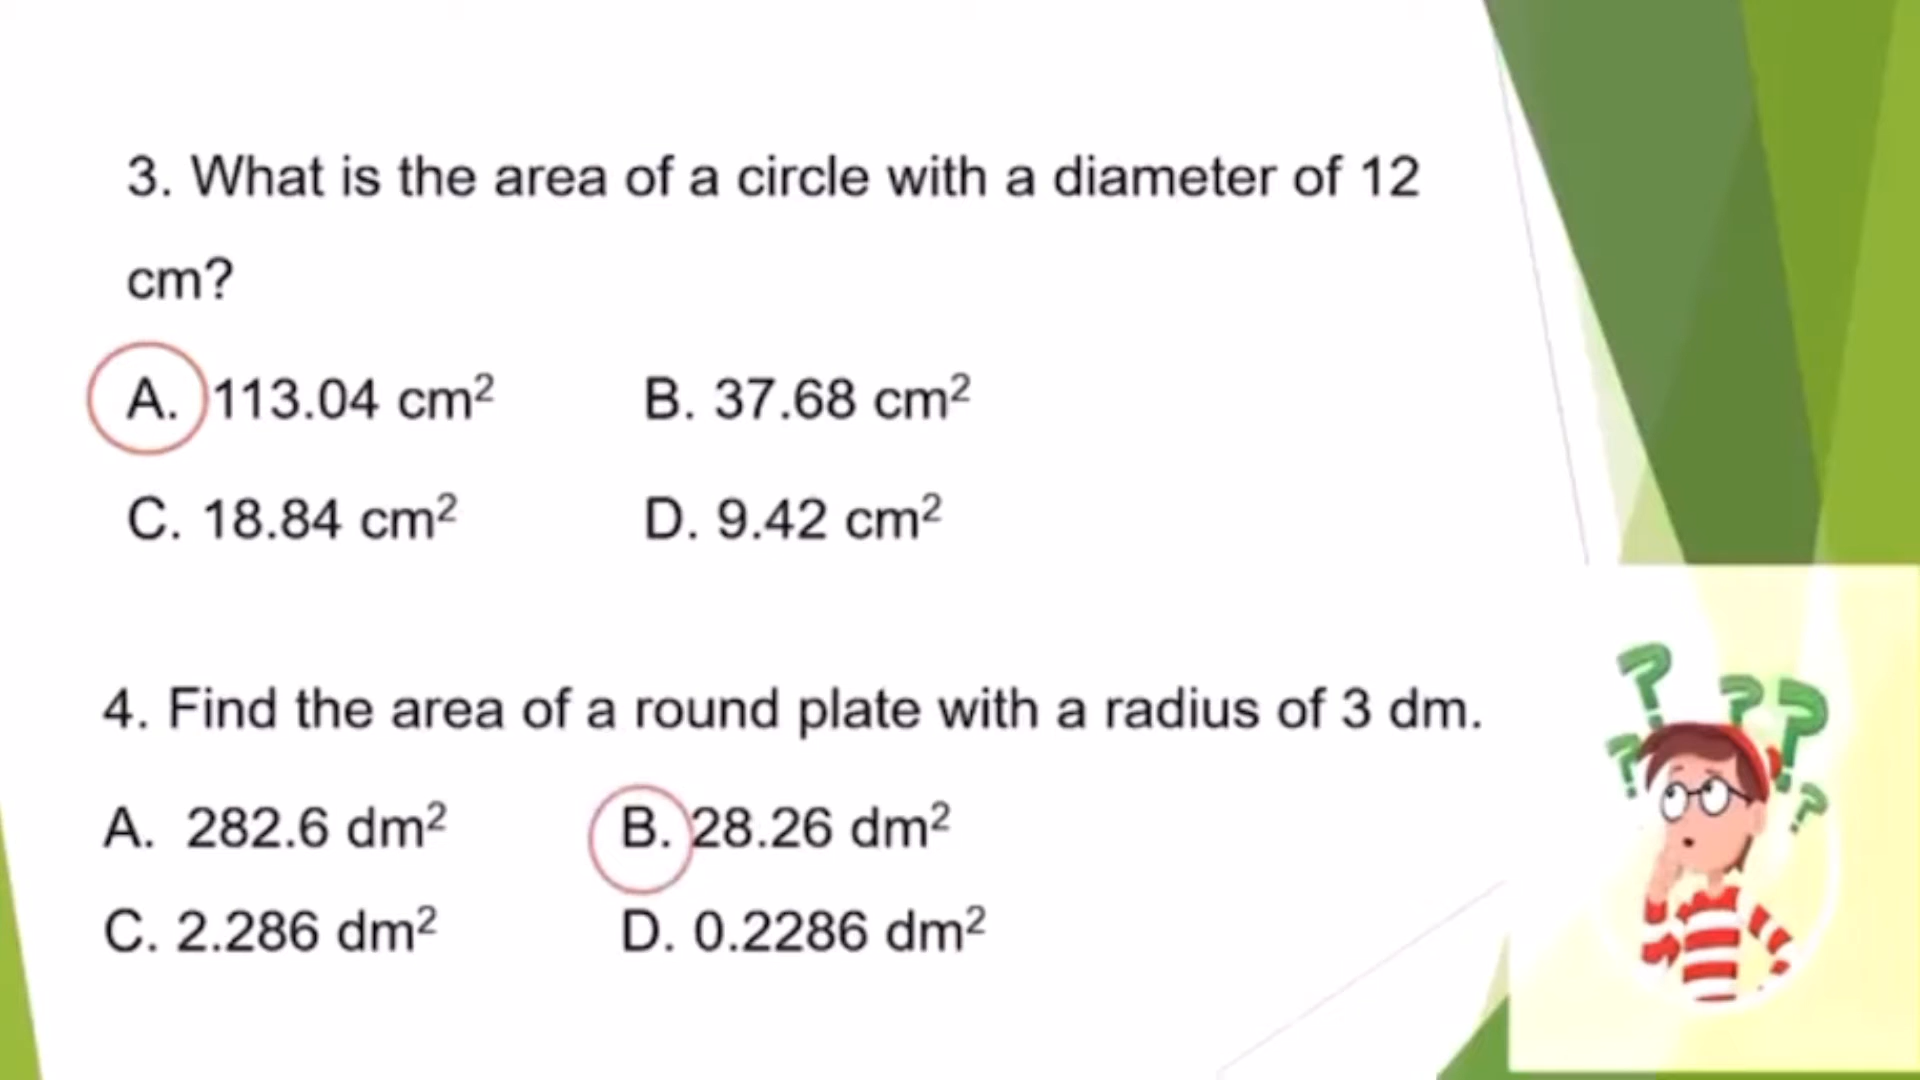 3. What is the area of a circle with a diameter of 12
cm?
A. 113.04 cm² B. 37.68 cm²
C. 18.84 cm² D. 9.42 cm²
4. Find the area of a round plate with a radius of 3 dm.
A. 282.6 dm² B. 28.26 dm²
C. 2.286 dm² D. 0.2286 dm²